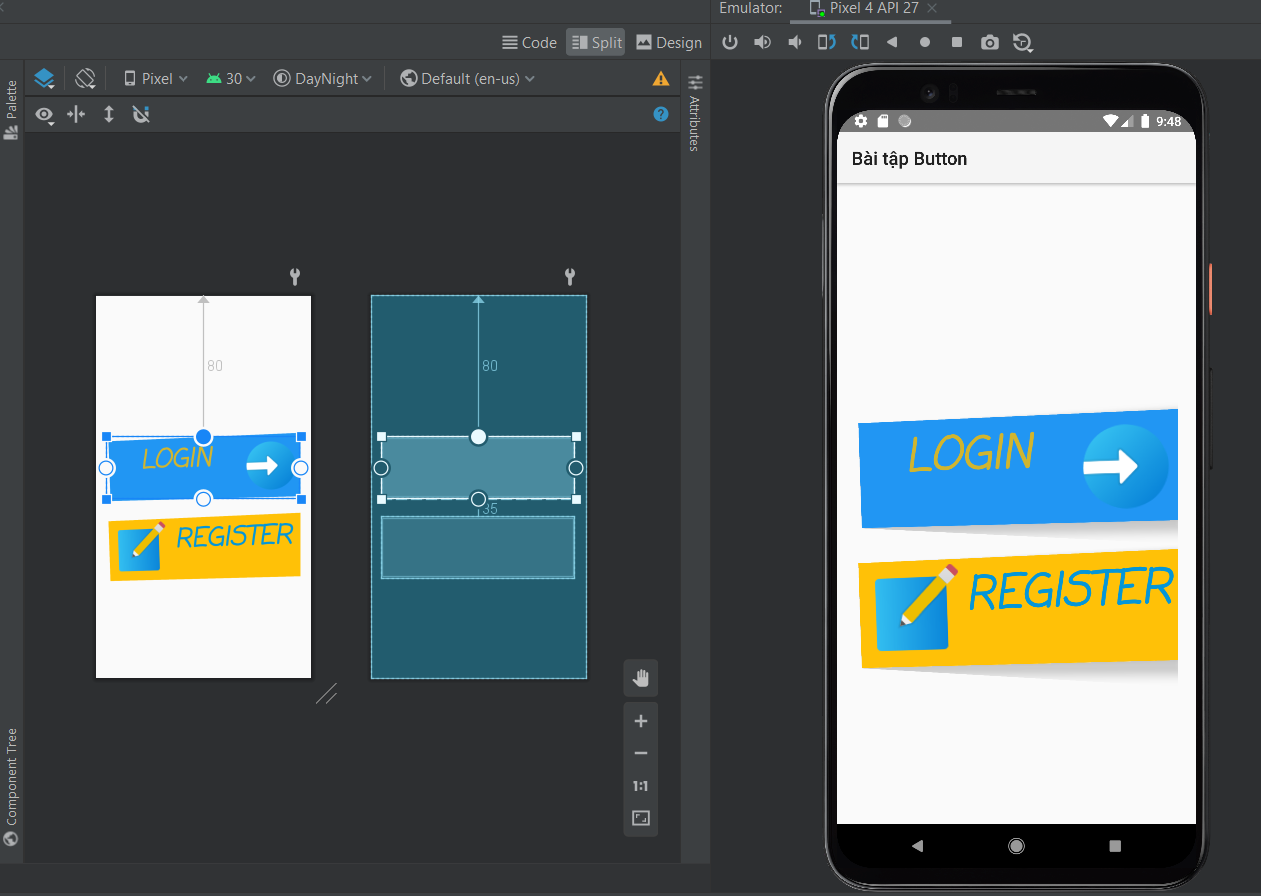 Emulator: Pixel 4 API 27
Code Split Design
Pixel 30 DayNight Default (en-us)
Palette
Attributes
Component Tree
80
LOGIN
REGISTER
80
35
1:1
9:48
Bài tập Button
LOGIN
REGISTER